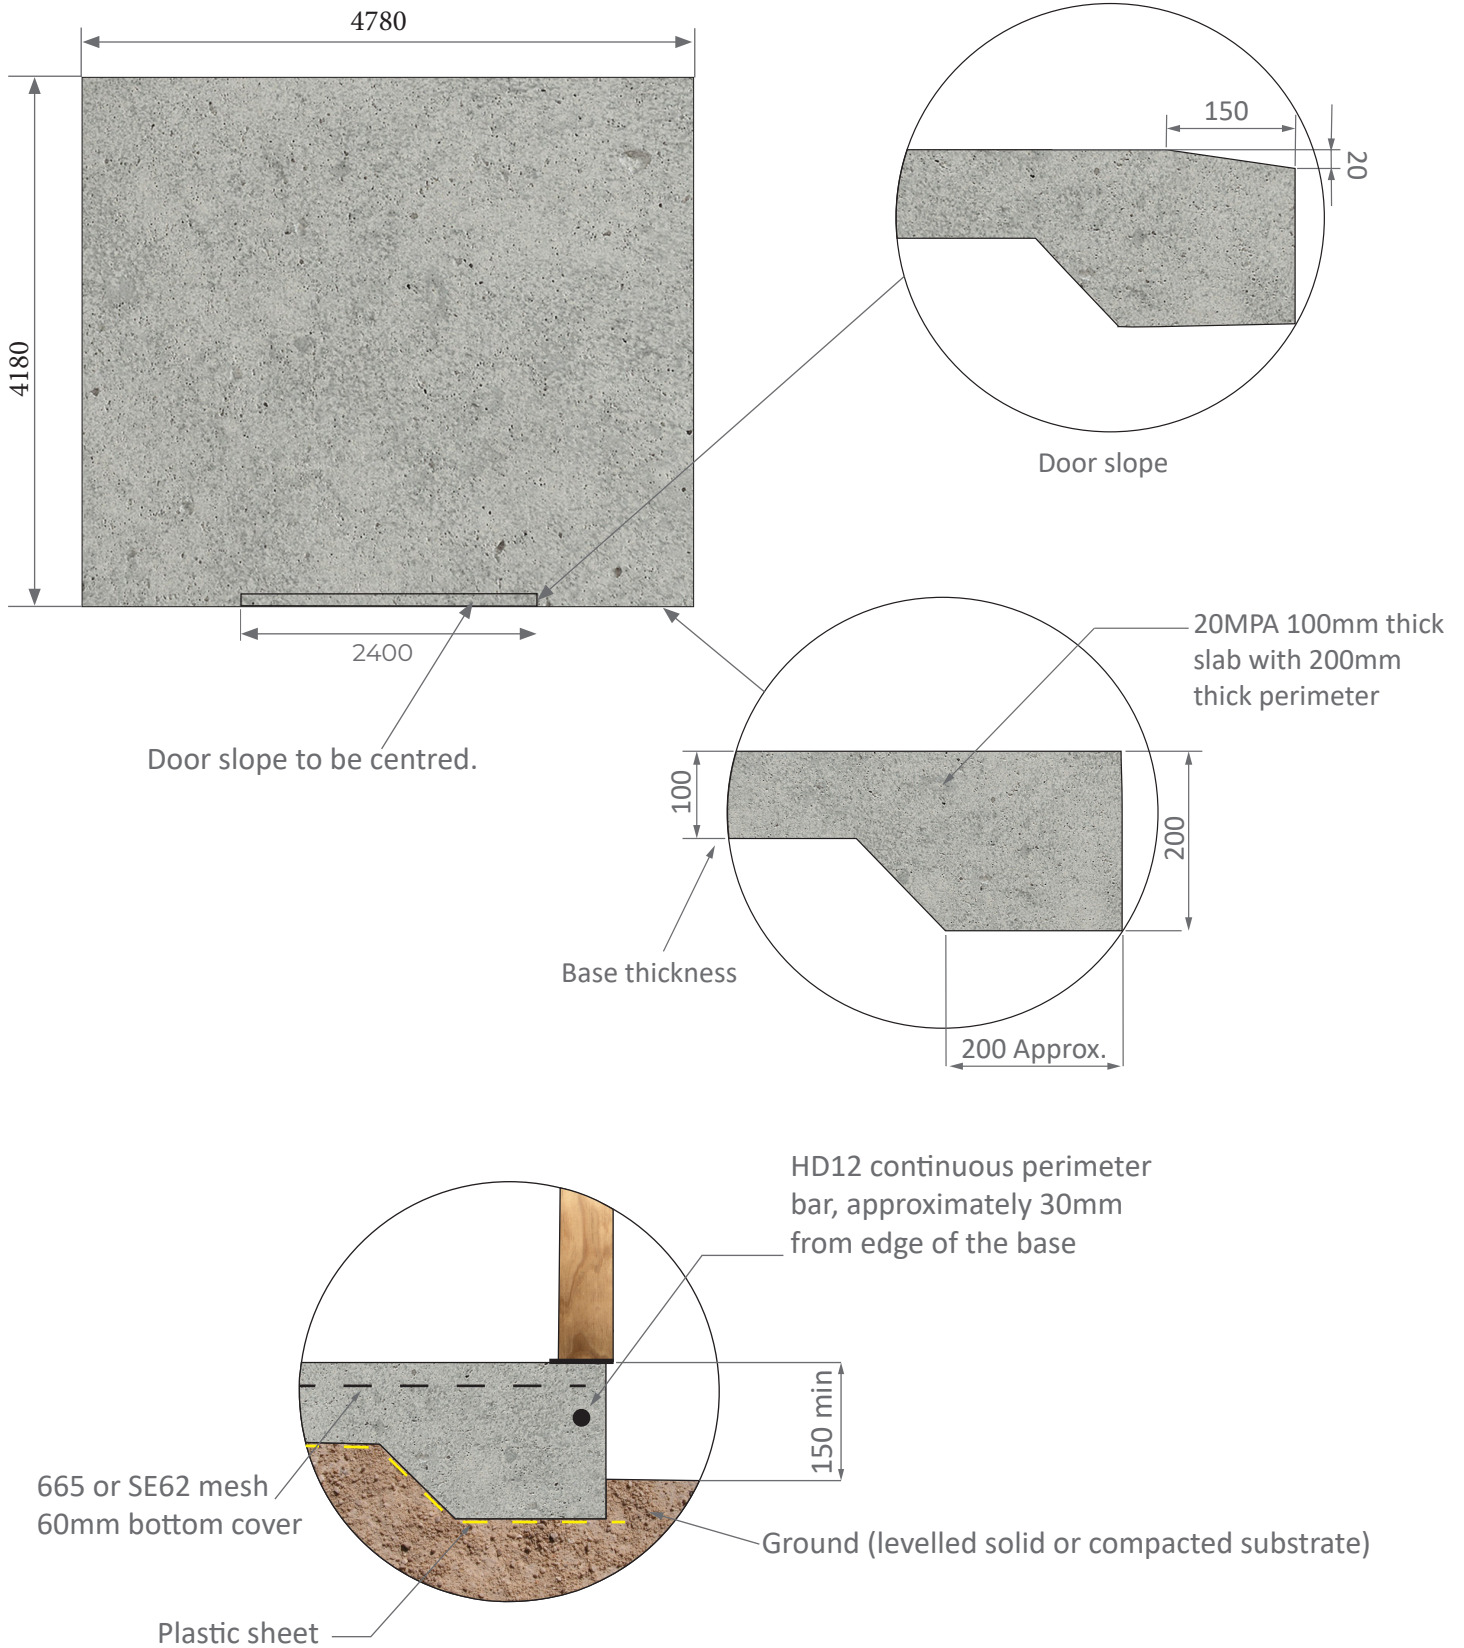 4780
4180
2400
Door slope to be centred.
150
20
Door slope
20MPA 100mm thick
slab with 200mm
thick perimeter
100
200
Base thickness
200 Approx.
HD12 continuous perimeter
bar, approximately 30mm
from edge of the base
150 min
665 or SE62 mesh
60mm bottom cover
Ground (levelled solid or compacted substrate)
Plastic sheet